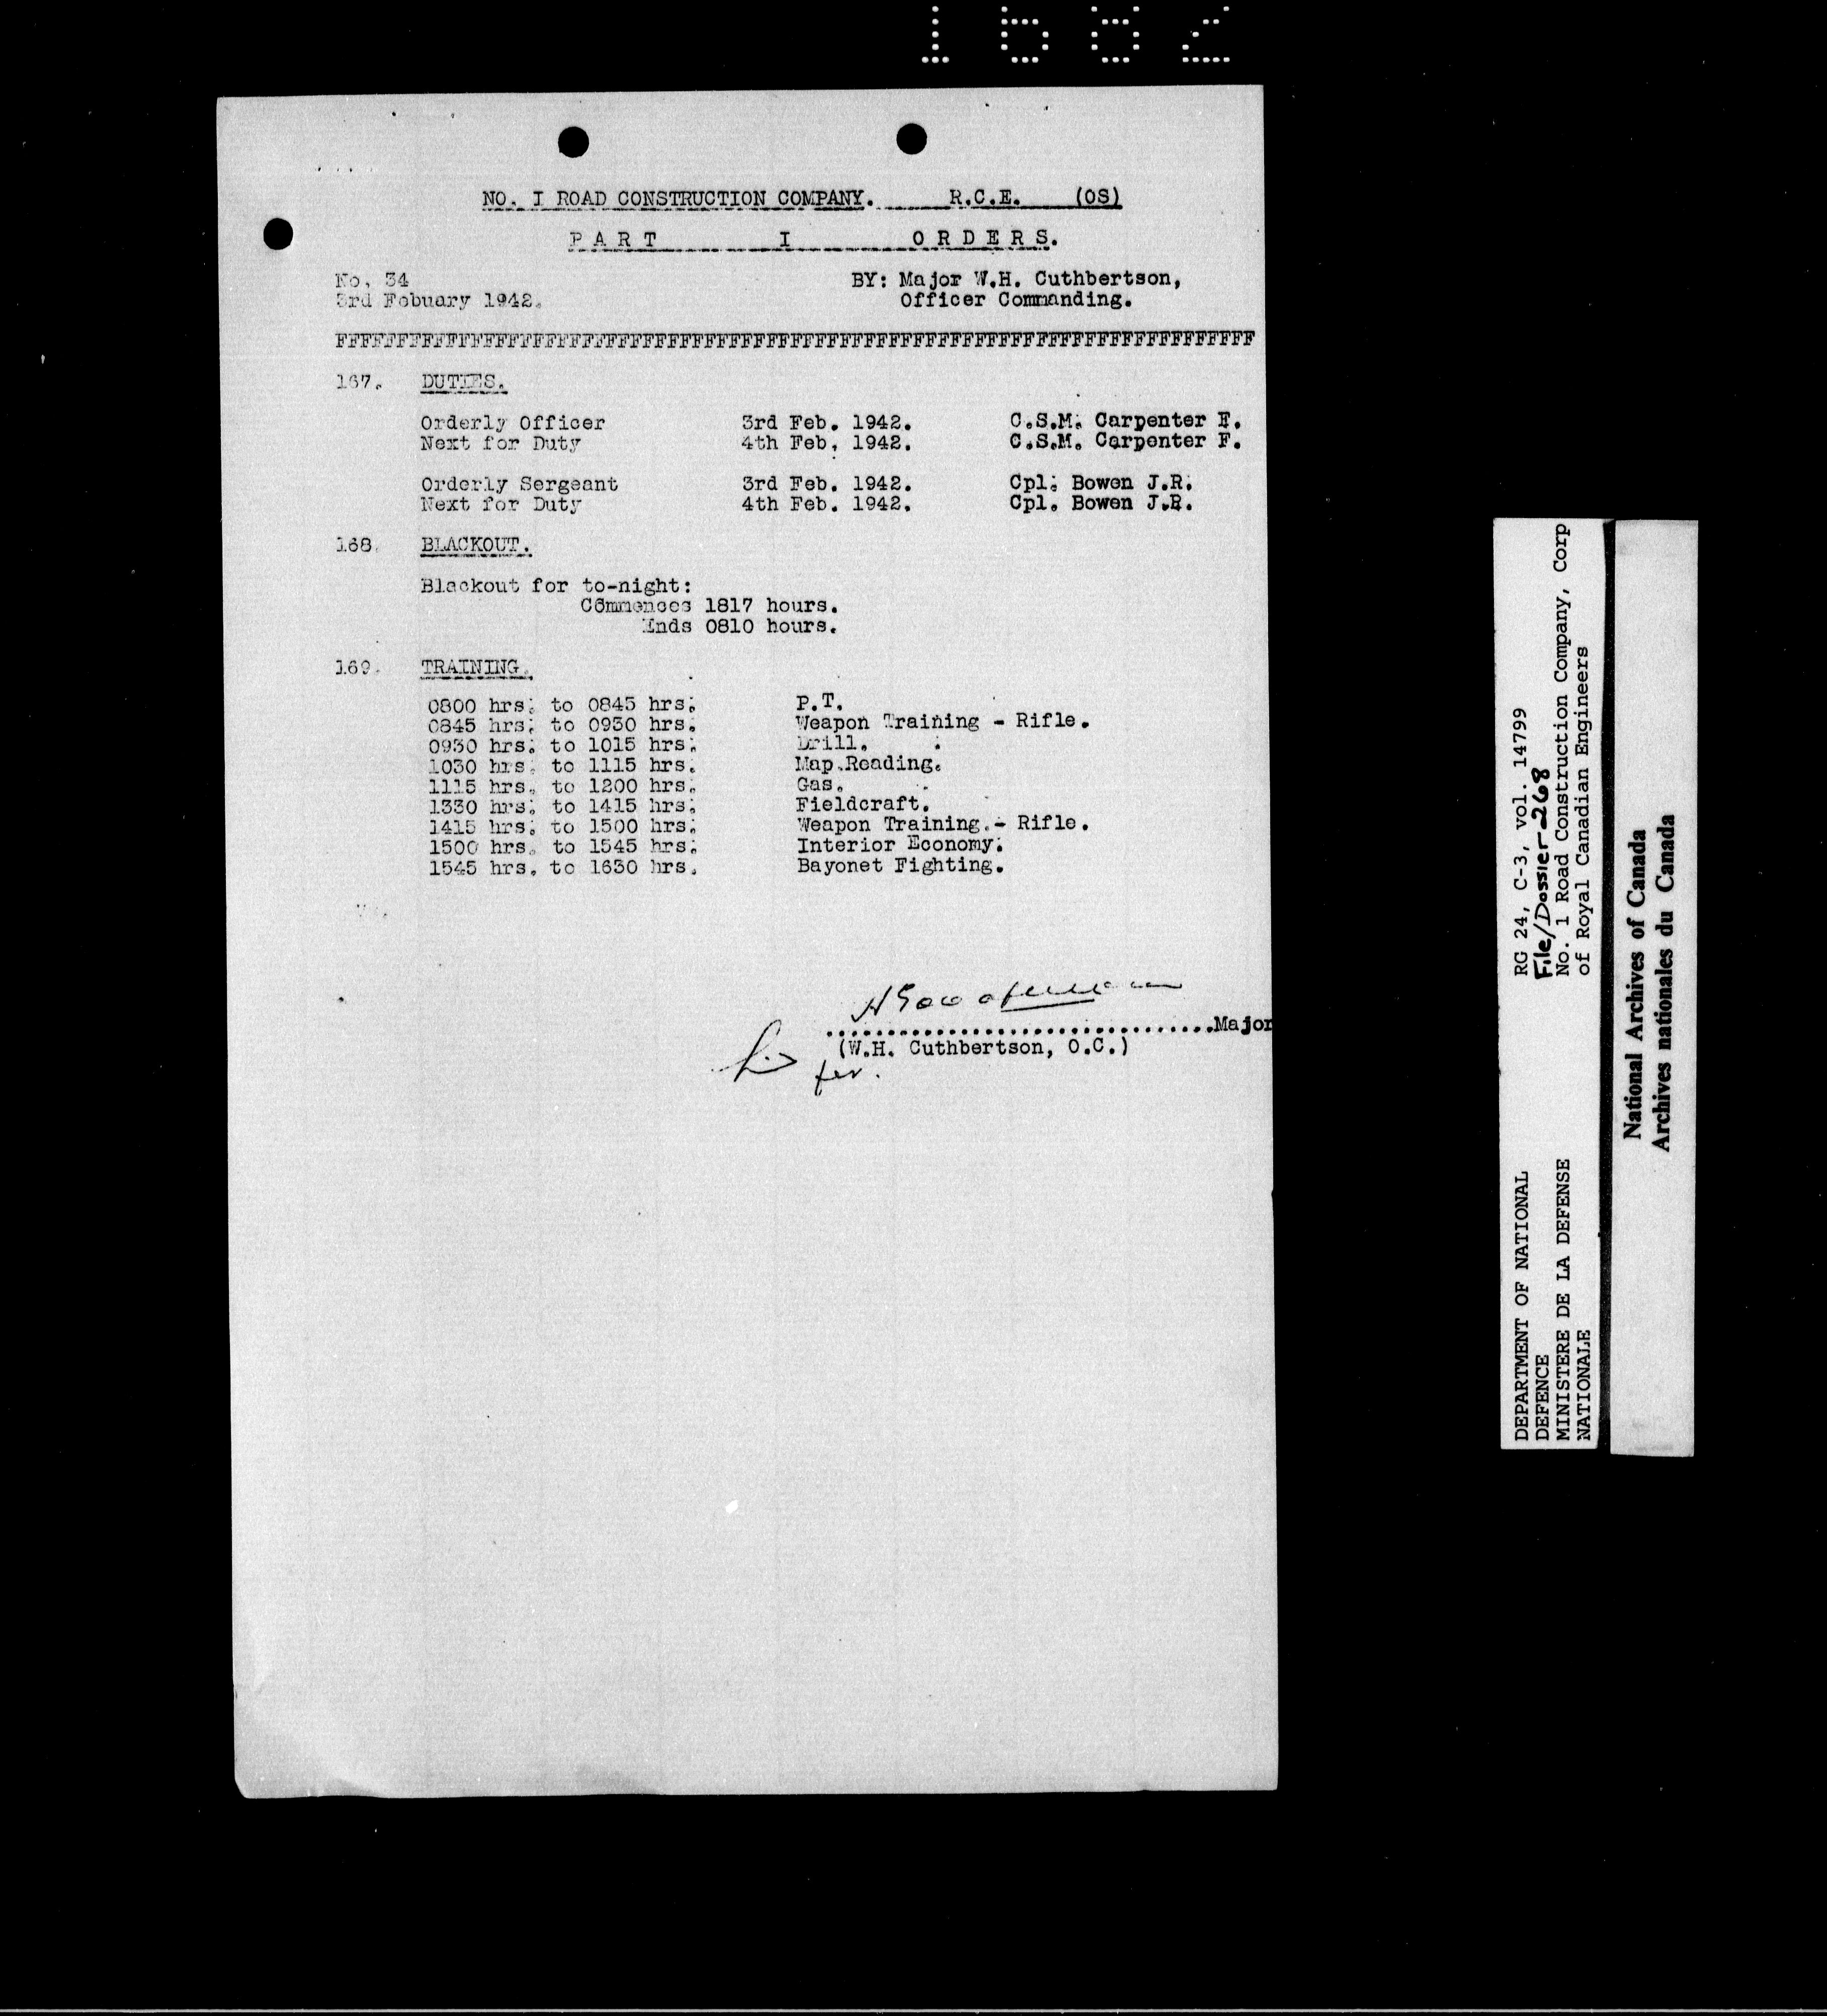 NO. I ROAD CONSTRUCTION COMPANY. R.C.E. (OS)
PART I ORDERS.
No. 34 BY: Major W.H. Cuthbertson,
3rd Febuary 1942. Officer Commanding.
FFFFFFFFFFFFFFFFFFFFFFFFFFFFFFFFFFFFFFFFFFFFFFFFFFFFFFFFFFFFFFFFFFFFFFFFFFF
167. DUTIES.
Orderly Officer 3rd Feb. 1942. C.S.M. Carpenter F.
Next for Duty 4th Feb. 1942. C.S.M. Carpenter F.
Orderly Sergeant 3rd Feb. 1942. Cpl. Bowen J.R.
Next for Duty 4th Feb. 1942. Cpl. Bowen J.R.
168. BLACKOUT.
Blackout for to-night:
Commences 1817 hours.
Ends 0810 hours.
169. TRAINING.
0800 hrs. to 0845 hrs. P.T.
0845 hrs. to 0930 hrs. Weapon Training - Rifle.
0930 hrs. to 1015 hrs. Drill.
1030 hrs. to 1115 hrs. Map Reading.
1115 hrs. to 1200 hrs. Gas.
1330 hrs. to 1415 hrs. Fieldcraft.
1415 hrs. to 1500 hrs. Weapon Training.- Rifle.
1500 hrs. to 1545 hrs. Interior Economy.
1545 hrs. to 1630 hrs. Bayonet Fighting.
................................Major
(W.H. Cuthbertson, O.C.)
for.
DEPARTMENT OF NATIONAL
DEFENCE
MINISTERE DE LA DEFENSE
NATIONALE
RG 24, C-3, vol. 14799
File/Dossier-268
No. 1 Road Construction Company, Corp
of Royal Canadian Engineers
National Archives of Canada
Archives nationales du Canada